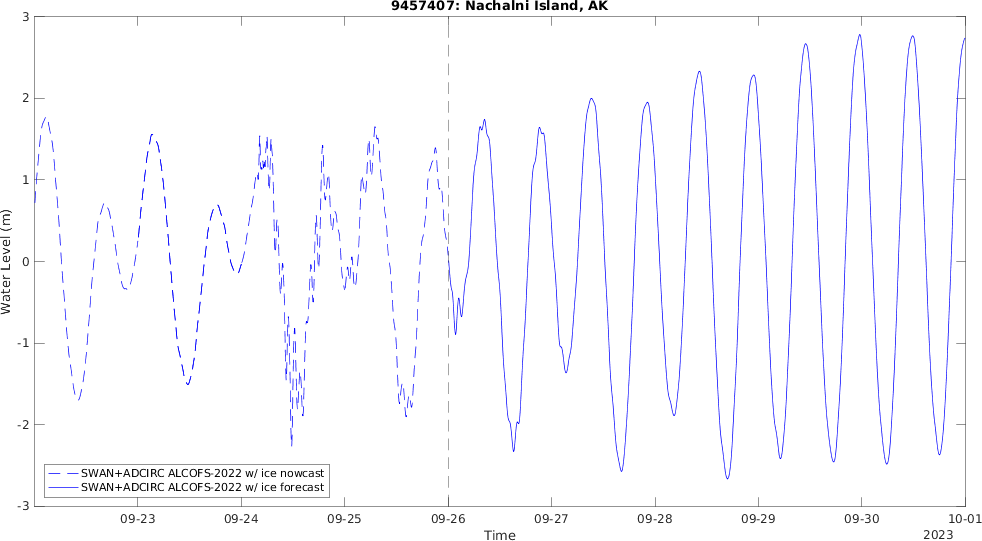 9457407: Nachalni Island, AK
3
2
1
0
-1
-2
-3
Water Level (m)
SWAN+ADCIRC ALCOFS-2022 w/ ice nowcast
SWAN+ADCIRC ALCOFS-2022 w/ ice forecast
09-23 09-24 09-25 09-26 09-27 09-28 09-29 09-30 10-01
Time
2023